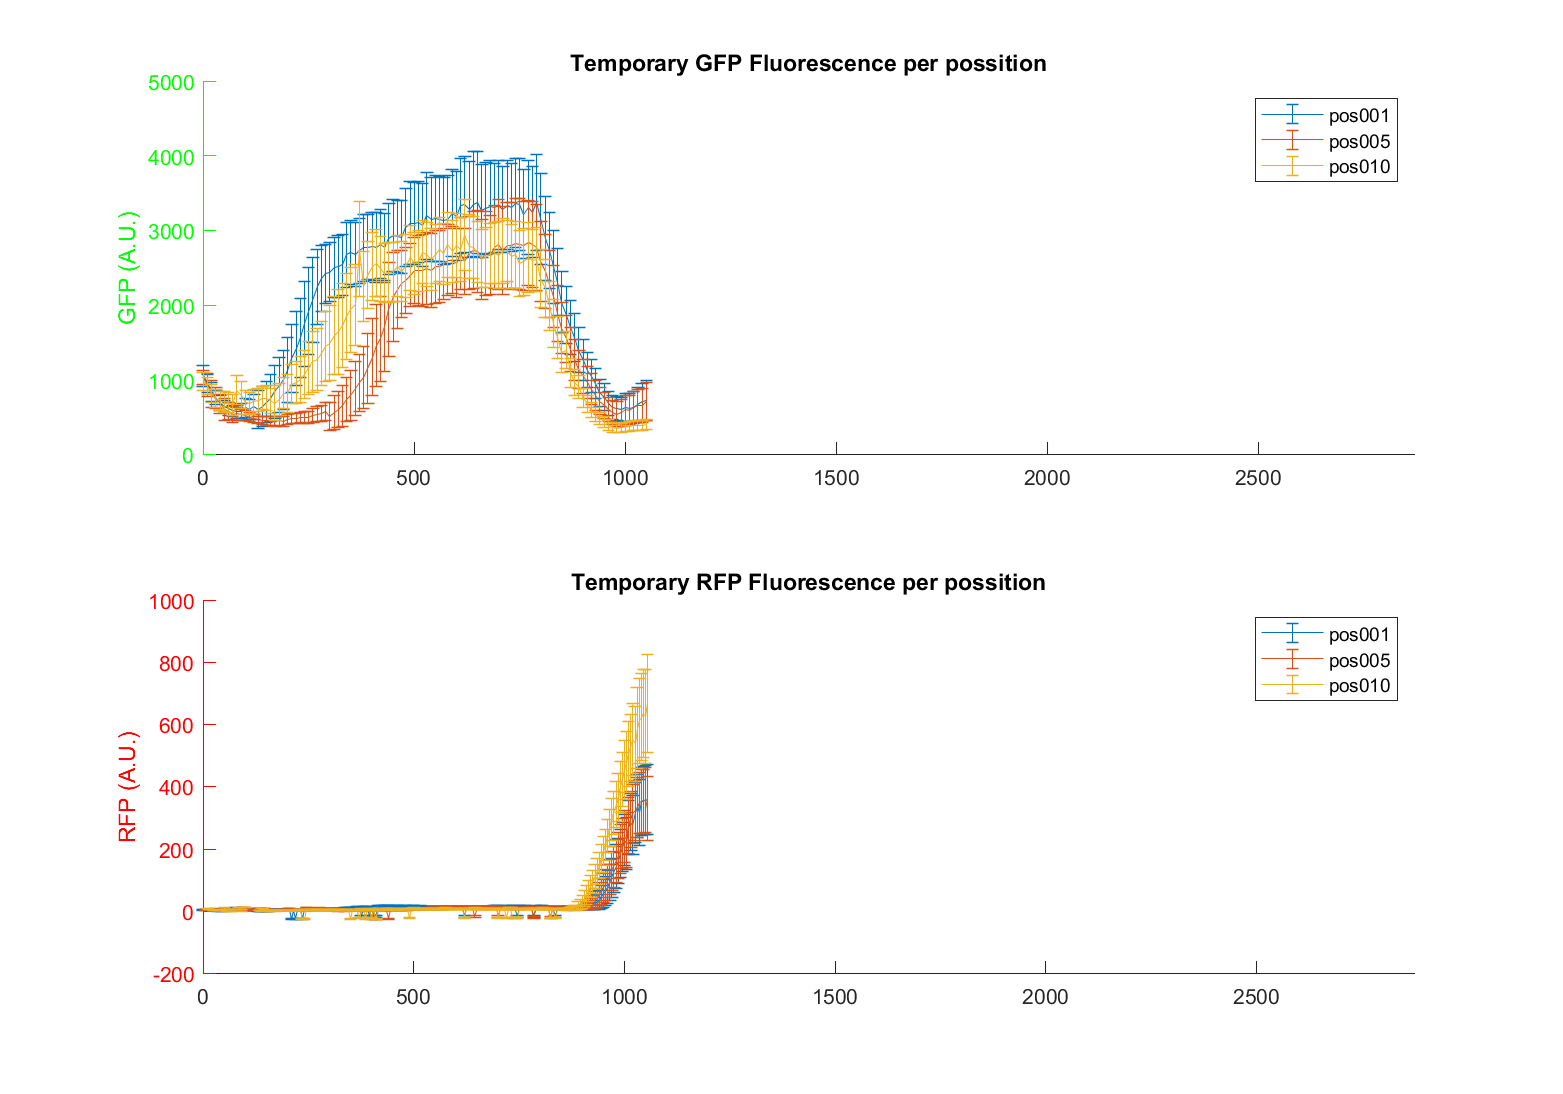 Temporary GFP Fluorescence per possition
5000
4000
3000
2000
1000
0
GFP (A.U.)
pos001
pos005
pos010
0 500 1000 1500 2000 2500
Temporary RFP Fluorescence per possition
1000
800
600
400
200
0
-200
RFP (A.U.)
pos001
pos005
pos010
0 500 1000 1500 2000 2500